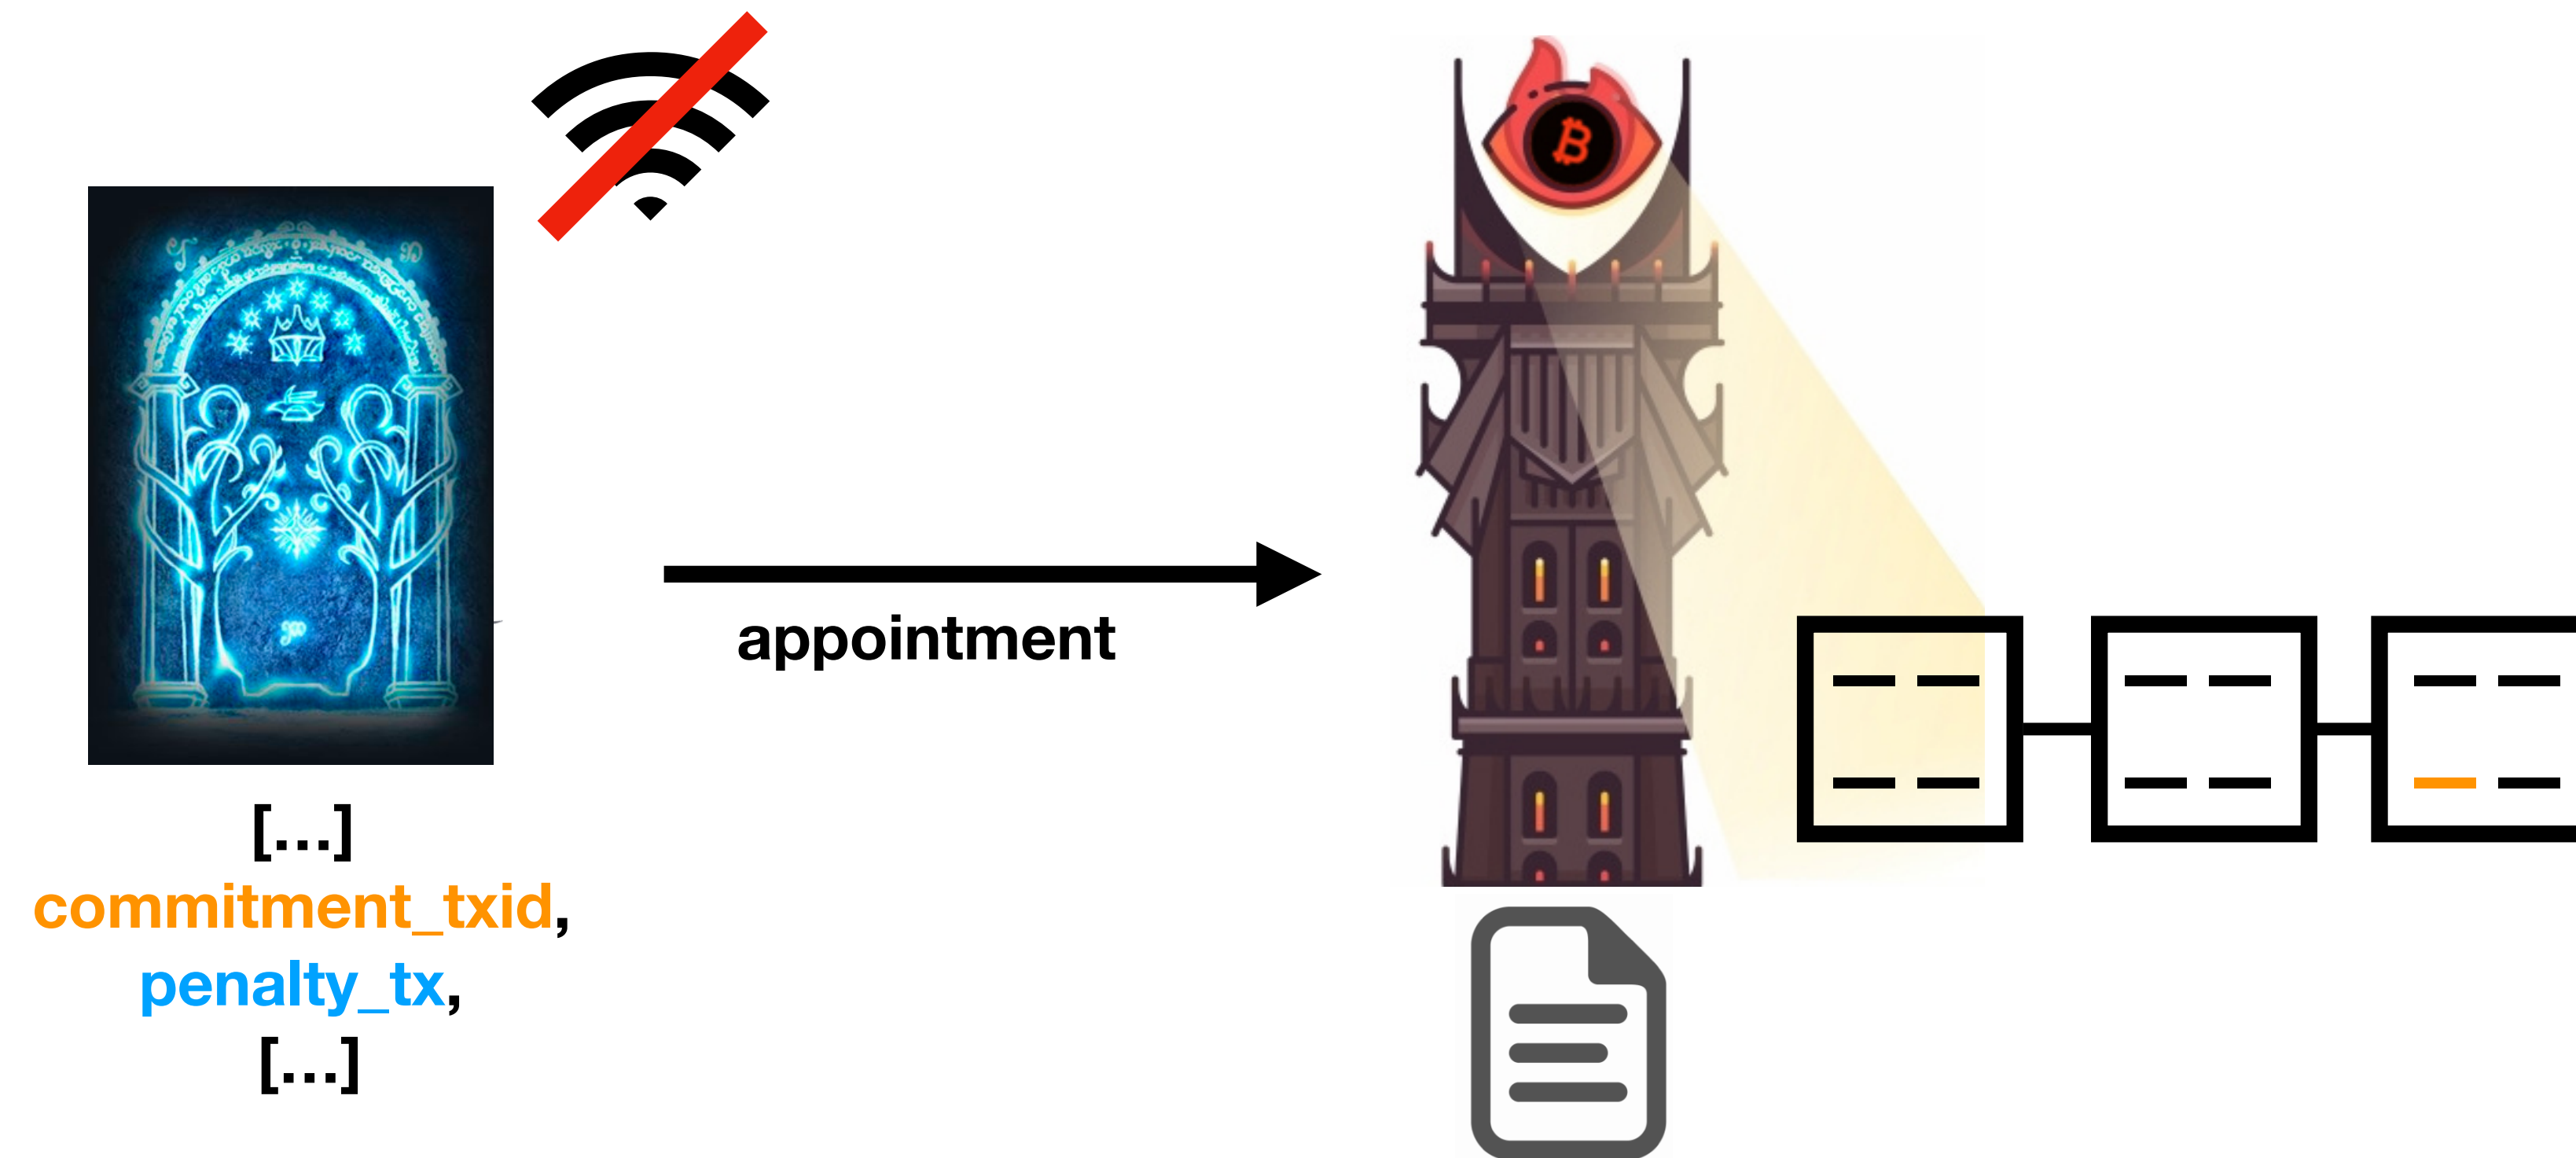 appointment
[…]
commitment_txid,
penalty_tx,
[…]